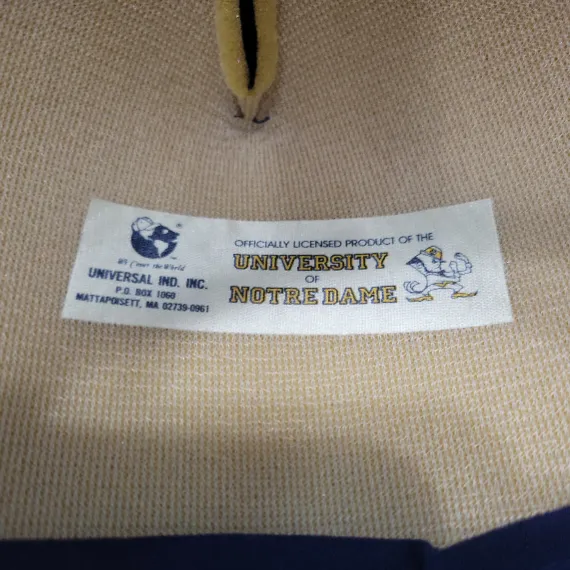 ®
We Cover the World
UNIVERSAL IND. INC.
P.O. BOX 1060
MATTAPOISETT, MA 02739-0961
OFFICIALLY LICENSED PRODUCT OF THE
UNIVERSITY
OF
NOTRE DAME